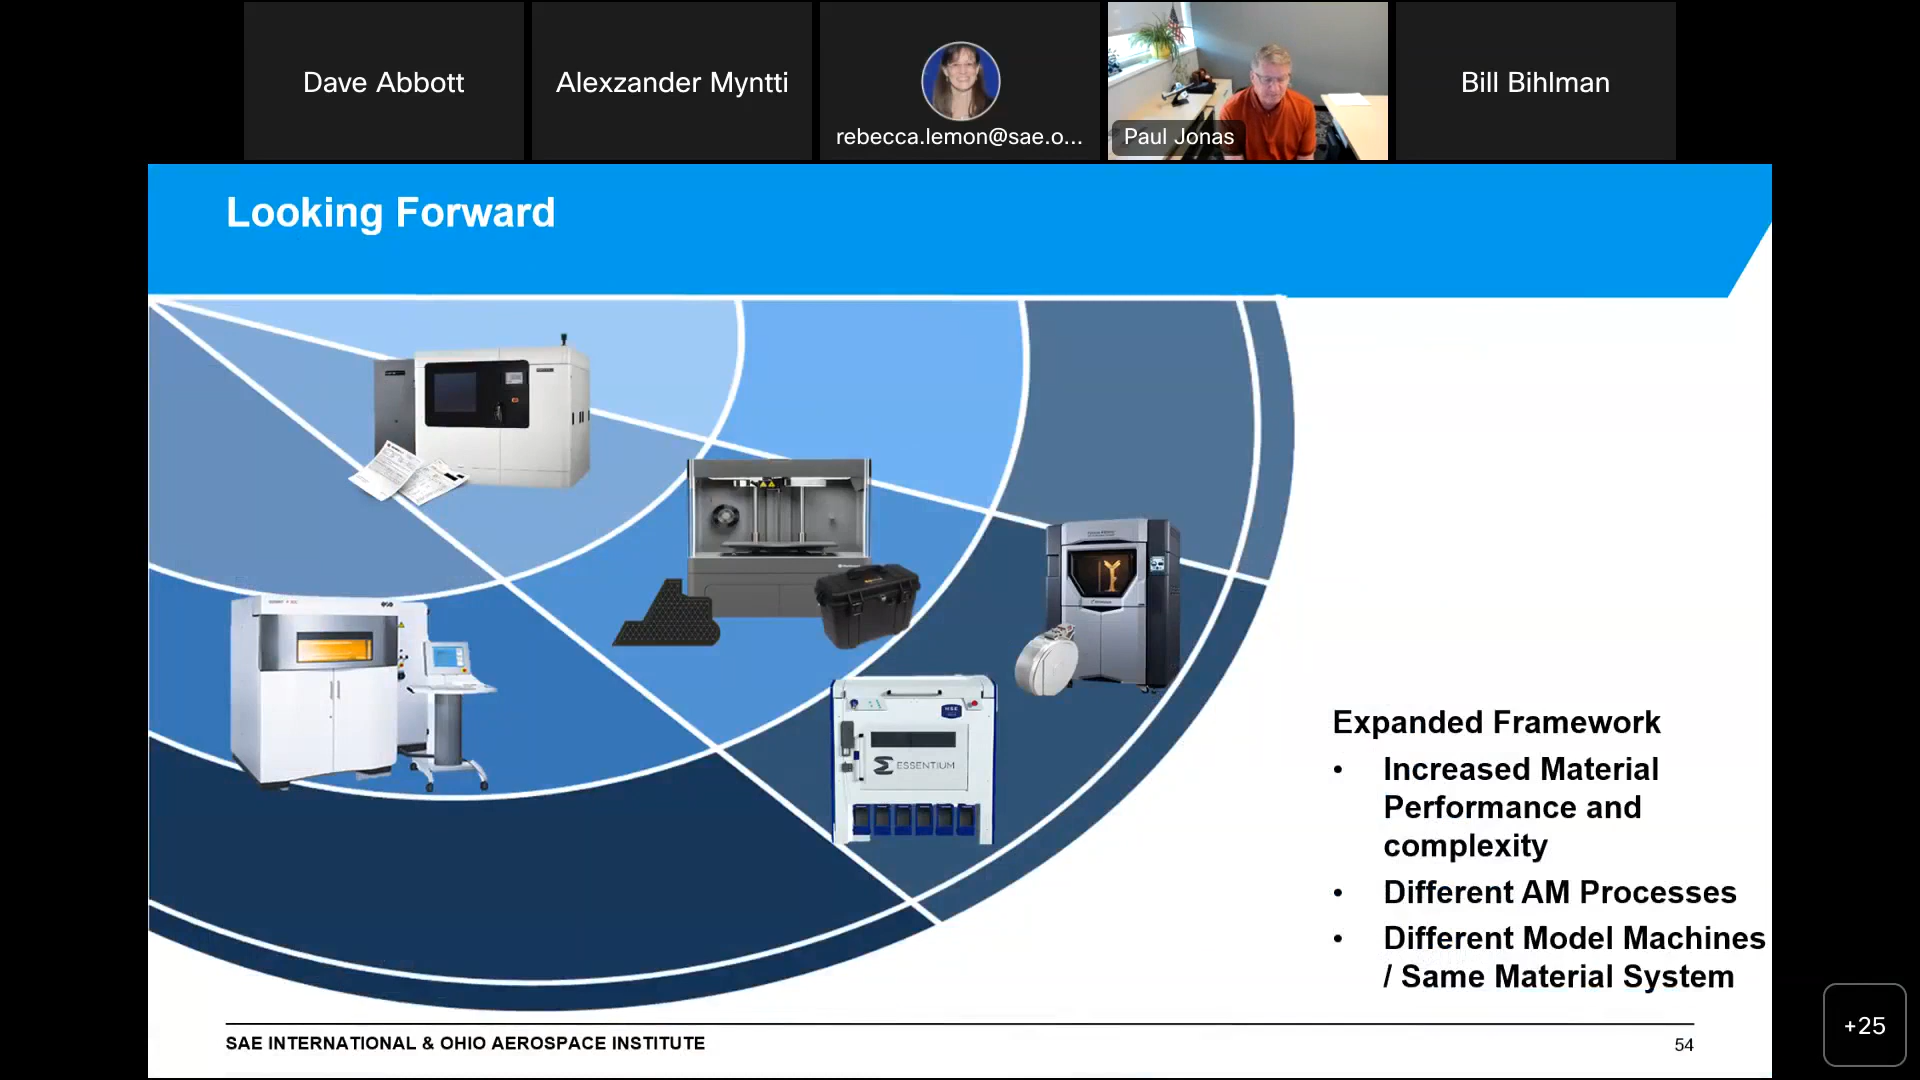 Dave Abbott
Alexzander Myntti
rebecca.lemon@sae.o...
Paul Jonas
Bill Bihlman
Looking Forward
ESSENTIUM
Expanded Framework
• Increased Material
Performance and
complexity
• Different AM Processes
• Different Model Machines
/ Same Material System
SAE INTERNATIONAL & OHIO AEROSPACE INSTITUTE
54
+25